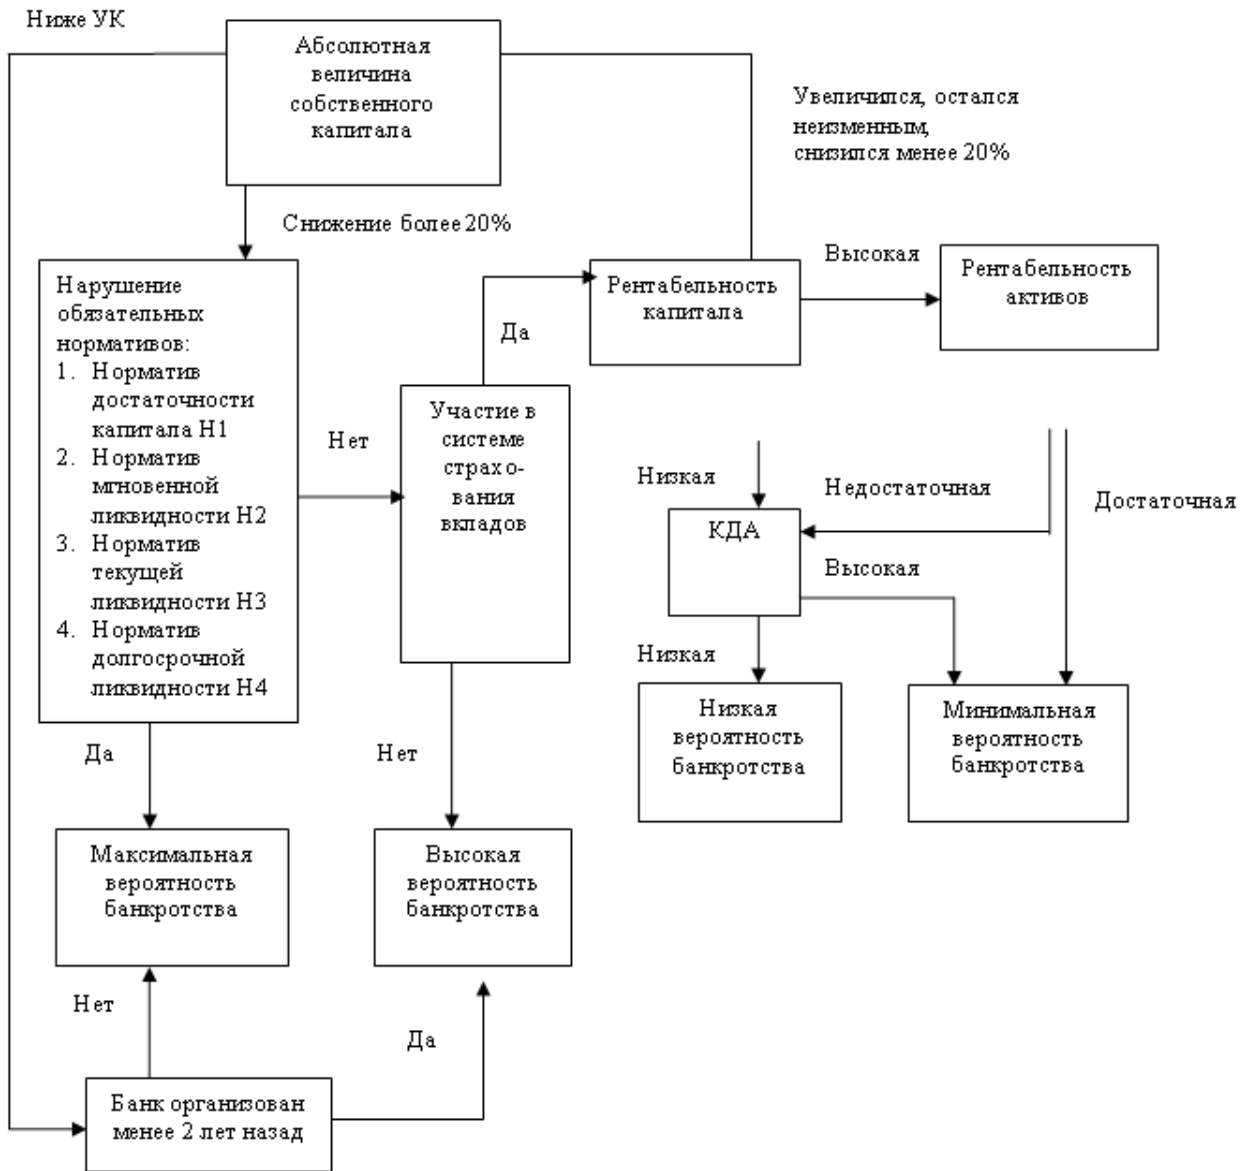 Ниже УК
Абсолютная
величина
собственного
капитала
Увеличился, остался
неизменным,
снизился менее 20%
Снижение более 20%
Нарушение
обязательных
нормативов:
1. Норматив
достаточности
капитала Н1
2. Норматив
мгновенной
ликвидности Н2
3. Норматив
текущей
ликвидности Н3
4. Норматив
долгосрочной
ликвидности Н4
Нет
Участие в
системе
страхо-
вания
вкладов
Да
Рентабельность
капитала
Высокая
Рентабельность
активов
Низкая
Недостаточная
Достаточная
КДА
Высокая
Низкая
Низкая
вероятность
банкротства
Минимальная
вероятность
банкротства
Да
Нет
Максимальная
вероятность
банкротства
Высокая
вероятность
банкротства
Нет
Да
Банк организован
менее 2 лет назад